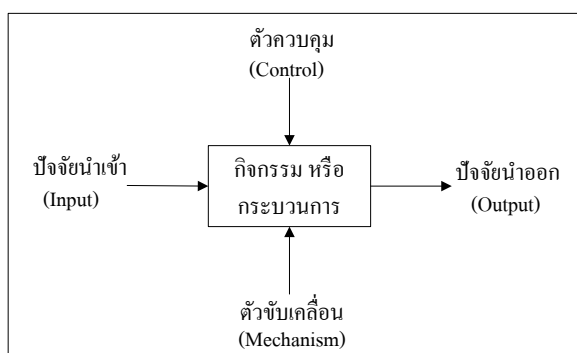 ตัวควบคุม
(Control)
ปัจจัยนำเข้า
(Input)
กิจกรรม หรือ
กระบวนการ
ปัจจัยนำออก
(Output)
ตัวขับเคลื่อน
(Mechanism)